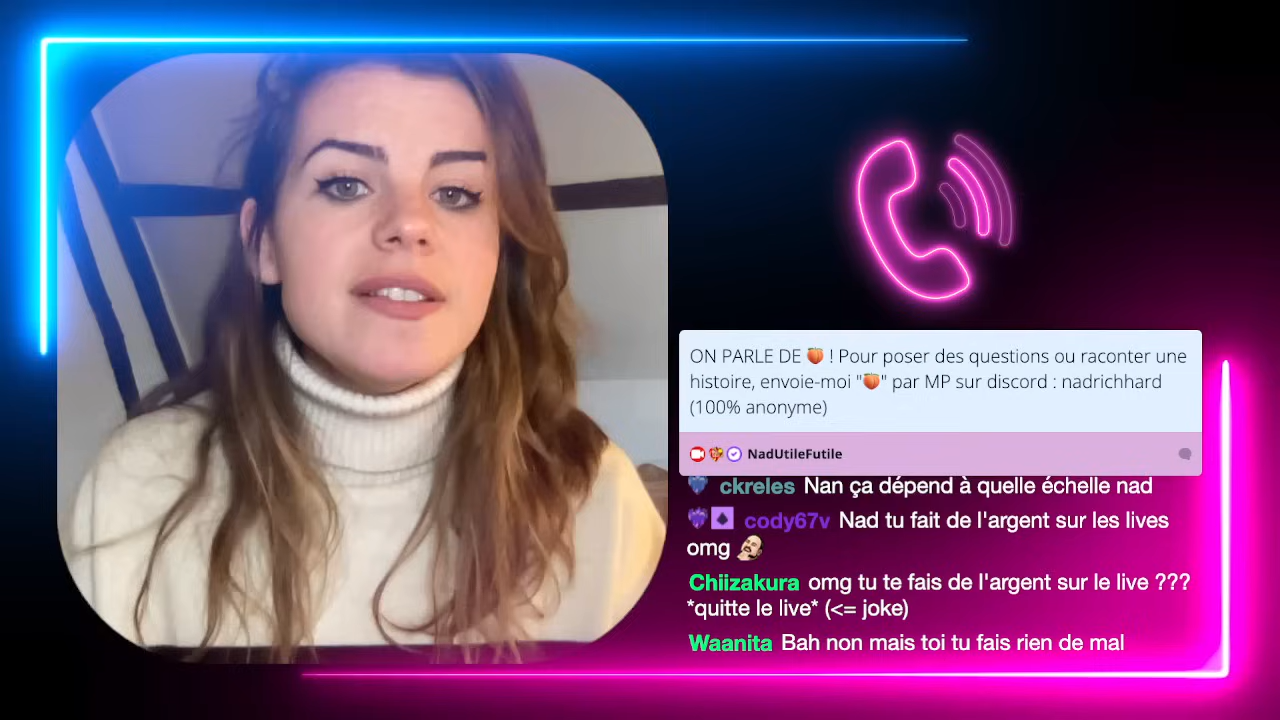 ON PARLE DE 🍑 ! Pour poser des questions ou raconter une
histoire, envoie-moi "🍑" par MP sur discord : nadrichhard
(100% anonyme)
NadUtileFutile
ckreles Nan ça dépend à quelle échelle nad
cody67v Nad tu fait de l'argent sur les lives
omg
Chiizakura omg tu te fais de l'argent sur le live ???
*quitte le live* (<= joke)
Waanita Bah non mais toi tu fais rien de mal